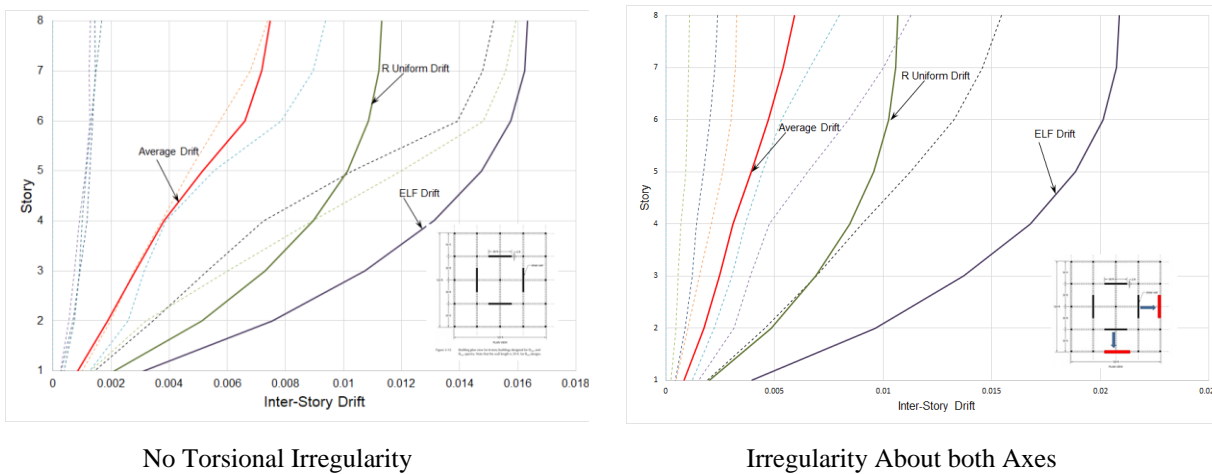 8
7
6
5
4
3
2
1
Story
R Uniform Drift
Average Drift
ELF Drift
0
0.002
0.004
0.006
0.008
0.01
0.012
0.014
0.016
0.018
Inter-Story Drift
No Torsional Irregularity
8
7
6
5
4
3
2
1
Story
R Uniform Drift
Average Drift
ELF Drift
0
0.005
0.01
0.015
0.02
Inter-Story Drift
Irregularity About both Axes